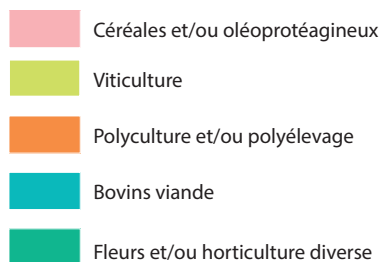 Céréales et/ou oléoprotéagineux
Viticulture
Polyculture et/ou polyélevage
Bovins viande
Fleurs et/ou horticulture diverse